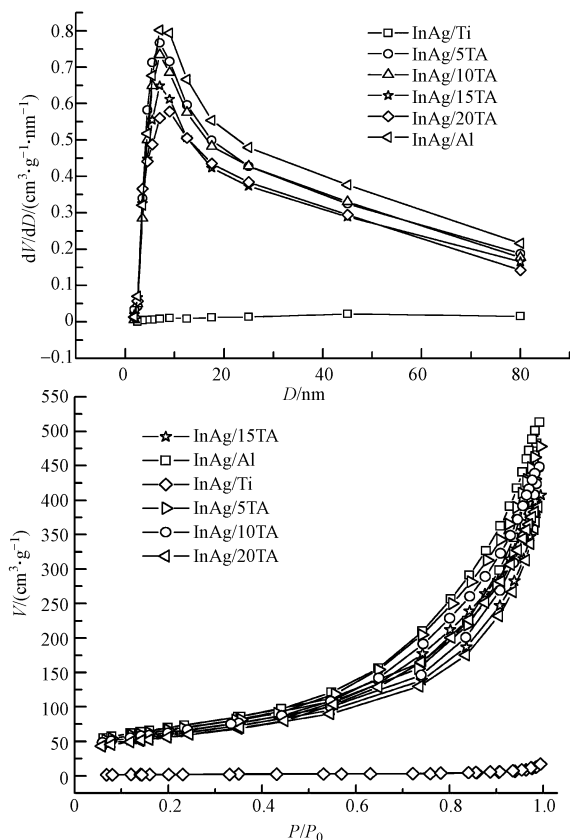 0.8
0.7
0.6
0.5
0.4
0.3
0.2
0.1
0
−0.1
dV/dD/(cm³·g⁻¹·nm⁻¹)
InAg/Ti
InAg/5TA
InAg/10TA
InAg/15TA
InAg/20TA
InAg/Al
0 20 40 60 80
D/nm
550
500
450
400
350
300
250
200
150
100
50
0
V/(cm³·g⁻¹)
InAg/15TA
InAg/Al
InAg/Ti
InAg/5TA
InAg/10TA
InAg/20TA
0 0.2 0.4 0.6 0.8 1.0
P/P₀